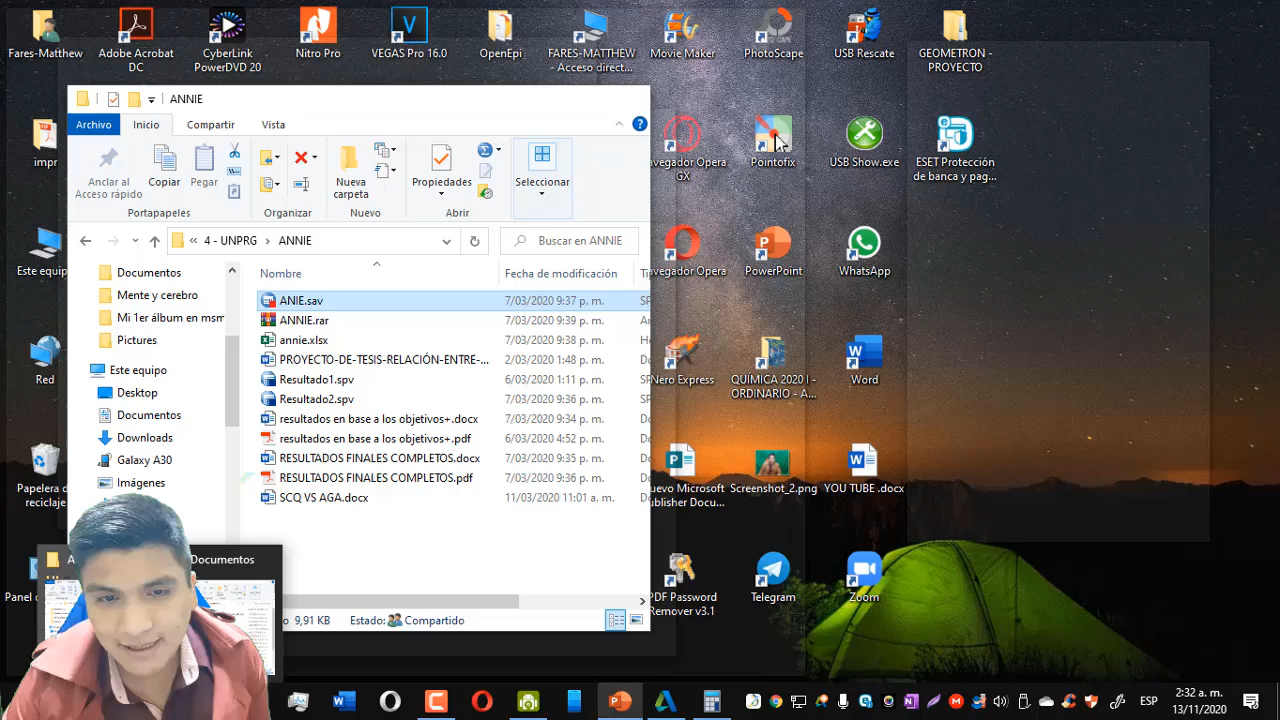 Fares-Matthew
Adobe Acrobat
DC
CyberLink
PowerDVD 20
Nitro Pro
VEGAS Pro 16.0
OpenEpi
FARES-MATTHEW
- Acceso direct...
Movie Maker
PhotoScape
USB Rescate
GEOMETRON -
PROYECTO
ANNIE
Archivo
Inicio
Compartir
Vista
Anclar al
Acceso rápido
Copiar
Pegar
Nueva
carpeta
Propiedades
Seleccionar
Portapapeles
Organizar
Nuevo
Abrir
« 4 - UNPRG > ANNIE
Buscar en ANNIE
Documentos
Mente y cerebro
Mi 1er álbum en msm
Pictures
Este equipo
Desktop
Documentos
Downloads
Galaxy A30
Imágenes
Nombre
Fecha de modificación
ANIE.sav 7/03/2020 9:37 p. m.
ANNIE.rar 7/03/2020 9:39 p. m.
annie.xlsx 7/03/2020 9:38 p. m.
PROYECTO-DE-TESIS-RELACIÓN-ENTRE-... 2/03/2020 1:48 p. m.
Resultado1.spv 6/03/2020 1:11 p. m.
Resultado2.spv 7/03/2020 9:36 p. m.
resultados en base a los objetivos+.docx 7/03/2020 9:34 p. m.
resultados en base a los objetivos+.pdf 6/03/2020 4:52 p. m.
RESULTADOS FINALES COMPLETOS.docx 7/03/2020 9:35 p. m.
RESULTADOS FINALES COMPLETOS.pdf 7/03/2020 9:36 p. m.
SCQ VS AGA.docx 11/03/2020 11:01 a. m.
9,91 KB
Estado: Compartido
Documentos
impr
Este equip
Red
Papelera de
reciclaje
Panel
avegador Opera
GX
Pointofix
USB Show.exe
ESET Protección
de banca y pag...
avegador Opera
PowerPoint
WhatsApp
Nero Express
QUÍMICA 2020 I -
ORDINARIO - A...
Word
uevo Microsoft
Publisher Docu...
Screenshot_2.png
YOU TUBE .docx
PDF Password
Remover v3.1
Telegram
Zoom
ESP
2:32 a. m.
13/11/2020